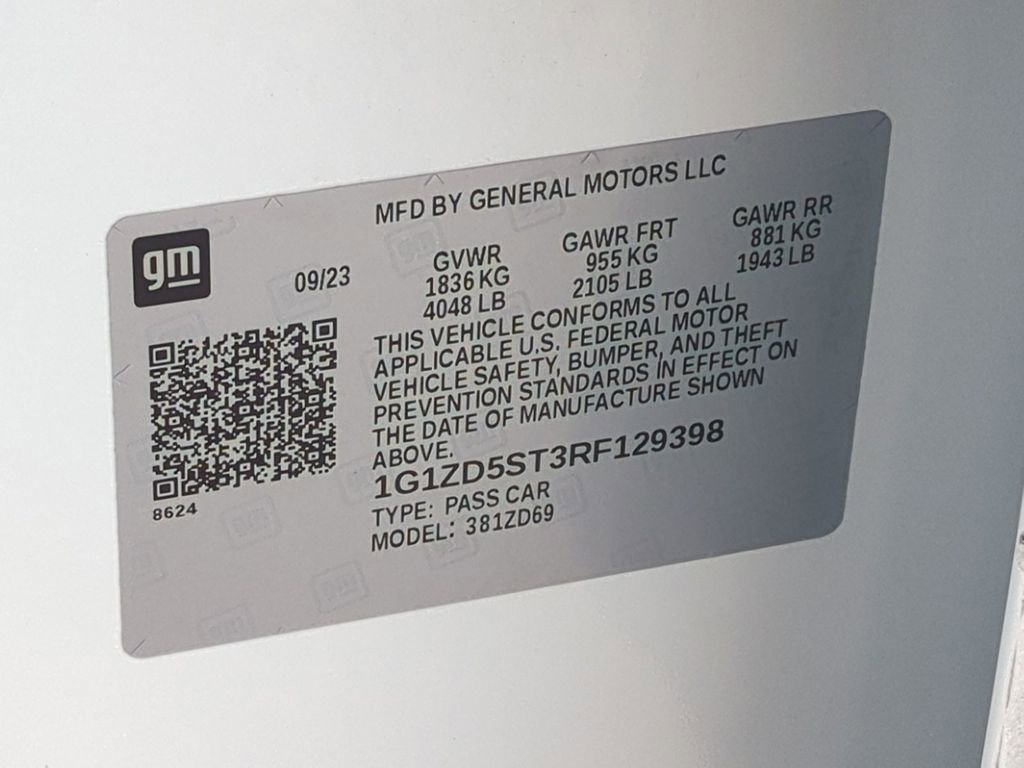 MFD BY GENERAL MOTORS LLC
gm
09/23
GVWR
1836 KG
4048 LB
GAWR FRT
955 KG
2105 LB
GAWR RR
881 KG
1943 LB
THIS VEHICLE CONFORMS TO ALL
APPLICABLE U.S. FEDERAL MOTOR
VEHICLE SAFETY, BUMPER, AND THEFT
PREVENTION STANDARDS IN EFFECT ON
THE DATE OF MANUFACTURE SHOWN
ABOVE.
1G1ZD5ST3RF129398
TYPE: PASS CAR
MODEL: 381ZD69
8624